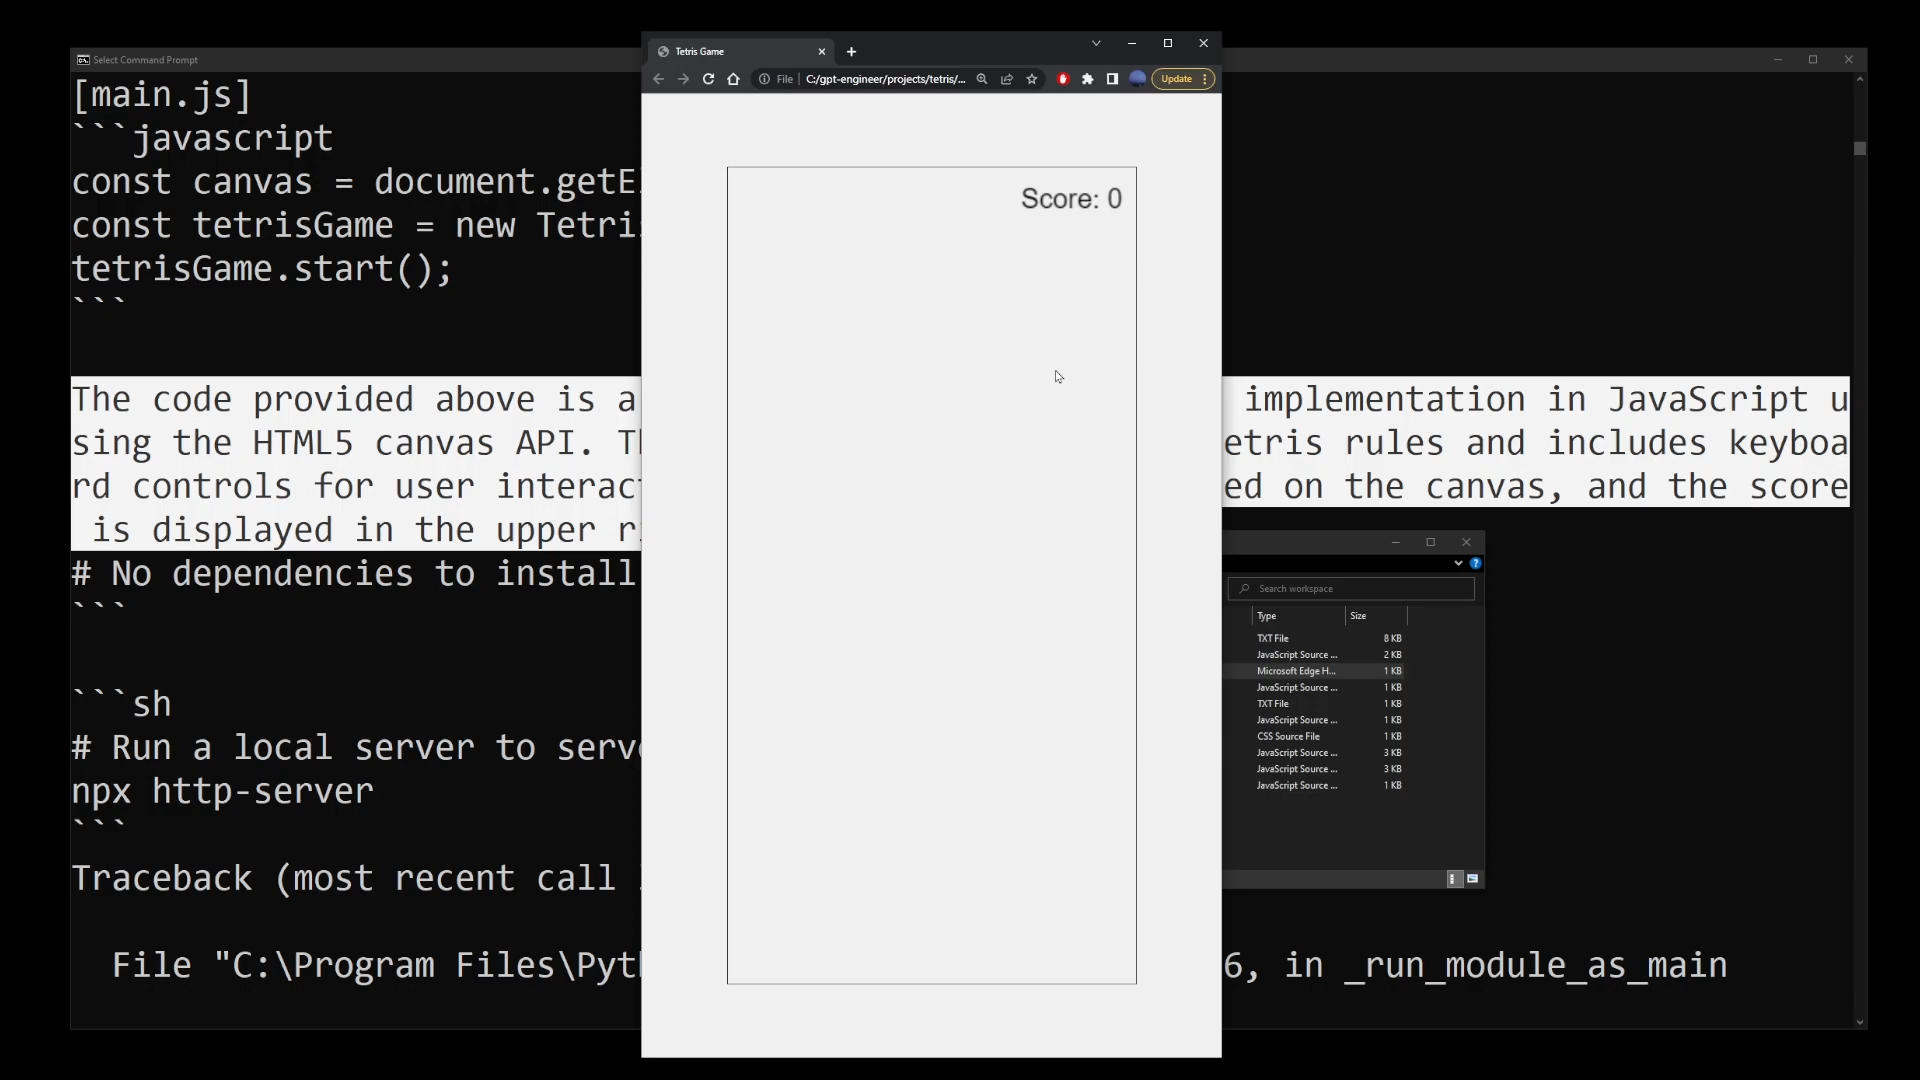 Select Command Prompt
[main.js]
```javascript
const canvas = document.getE
const tetrisGame = new Tetri
tetrisGame.start();
```
The code provided above is a
implementation in JavaScript u
sing the HTML5 canvas API. T
etris rules and includes keyboa
rd controls for user interac
ed on the canvas, and the score
is displayed in the upper r
# No dependencies to install
```
```sh
# Run a local server to serv
npx http-server
```
Traceback (most recent call
File "C:\Program Files\Pyt
6, in _run_module_as_main
Tetris Game
File
C:/gpt-engineer/projects/tetris/...
Update
Score: 0
Search workspace
Type Size
TXT File 8 KB
JavaScript Source ... 2 KB
Microsoft Edge H... 1 KB
JavaScript Source ... 1 KB
TXT File 1 KB
JavaScript Source ... 1 KB
CSS Source File 1 KB
JavaScript Source ... 3 KB
JavaScript Source ... 3 KB
JavaScript Source ... 1 KB